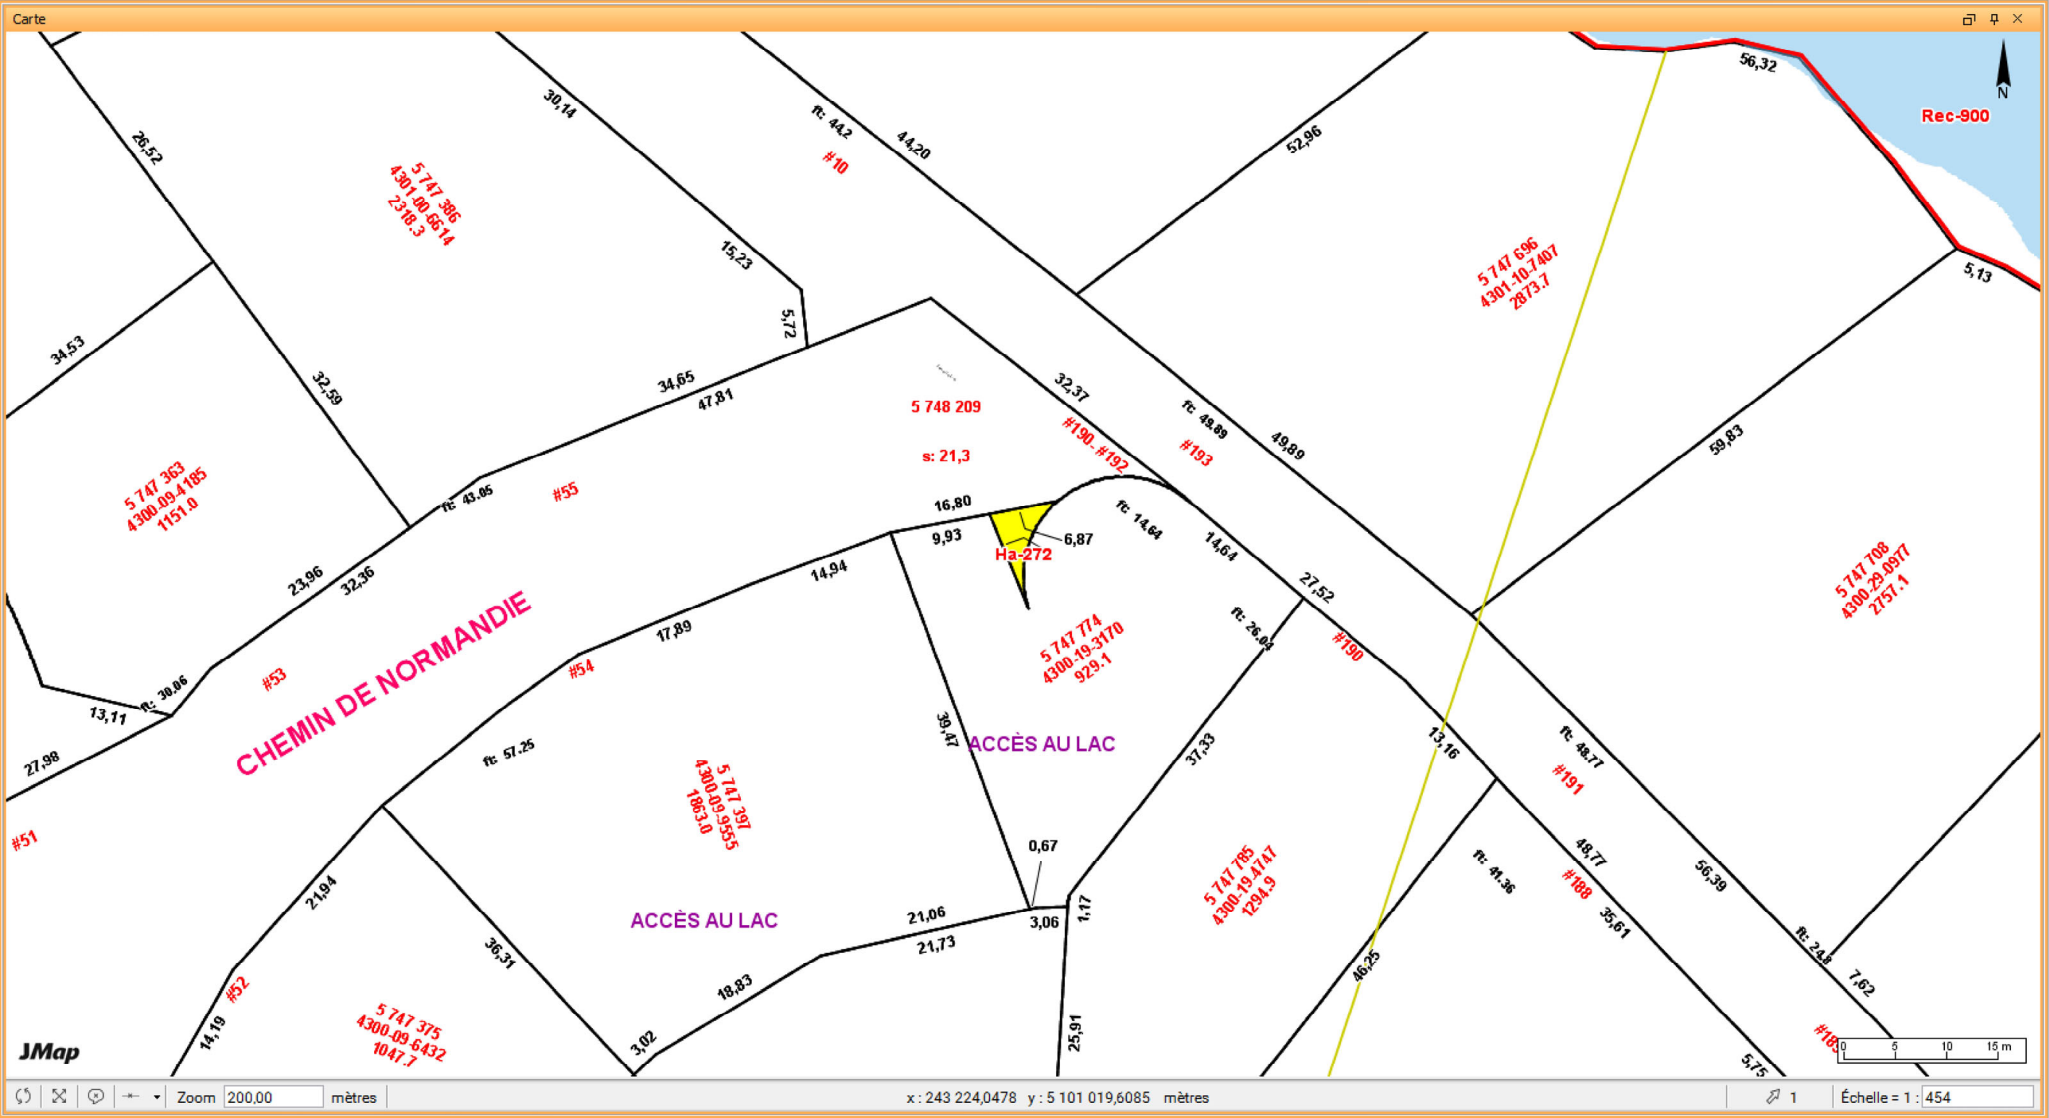 Carte
56,32
N
Rec-900
30,14
ft: 44.2
44,20
#10
26,52
52,96
5 747 386
4301-00-6614
2318.3
15,23
5 747 696
4301-10-7407
2873.7
5,13
5,72
34,53
32,59
34,65
47,81
32,37
5 748 209
ft: 49.89
49,89
#190- #192
#193
59,83
s: 21,3
5 747 363
4300-09-4185
1151.0
ft: 43.05
#55
16,80
9,93
6,87
Ha-272
ft: 14.64
14,64
23,96
32,36
14,94
27,52
5 747 708
4300-29-0977
2757.1
CHEMIN DE NORMANDIE
17,89
5 747 774
4300-19-3170
929.1
ft: 26.04
#190
#54
#53
ft: 30.06
13,11
27,98
39,47
ACCÈS AU LAC
37,33
13,16
ft: 48.77
#191
ft: 57.25
5 747 397
4300-09-9555
1863.0
#51
0,67
5 747 785
4300-19-4747
1294.9
ft: 41.36
48,77
#188
56,39
21,94
ACCÈS AU LAC
21,06
21,73
3,06
1,17
35,61
36,31
46,25
ft: 24.8
7,62
#52
18,83
14,19
5 747 375
4300-09-6432
1047.7
3,02
25,91
5,75
JMap
0 5 10 15 m
Zoom 200,00 mètres
x : 243 224,0478 y : 5 101 019,6085 mètres
1
Échelle = 1 : 454